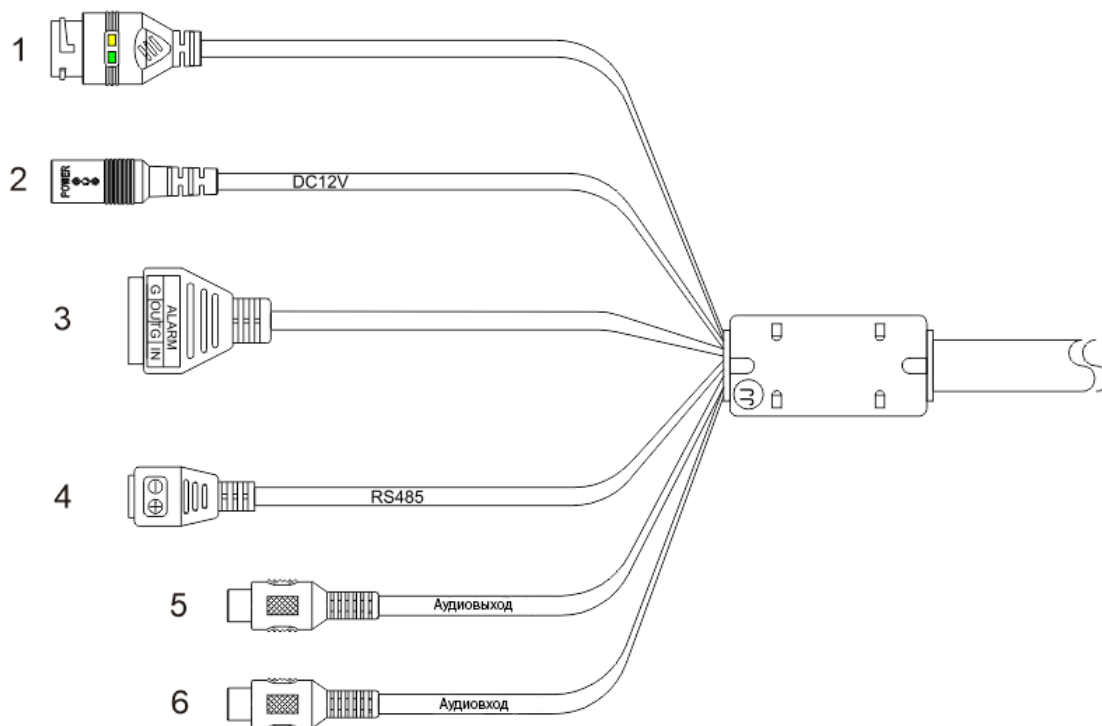 1
POWER
2
DC12V
3
ALARM
G OUT G IN
4
RS485
5
Аудиовыход
6
Аудиовход